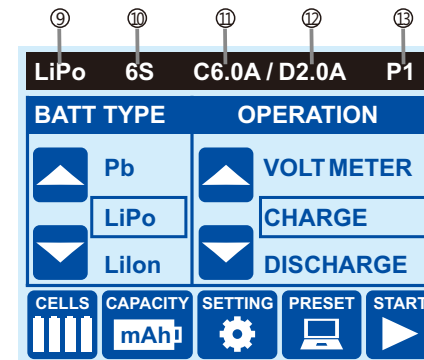 ⑨ ⑩ ⑪ ⑫ ⑬
LiPo 6S C6.0A / D2.0A P1
BATT TYPE OPERATION
Pb VOLT METER
LiPo CHARGE
LiIon DISCHARGE
CELLS CAPACITY SETTING PRESET START
mAh